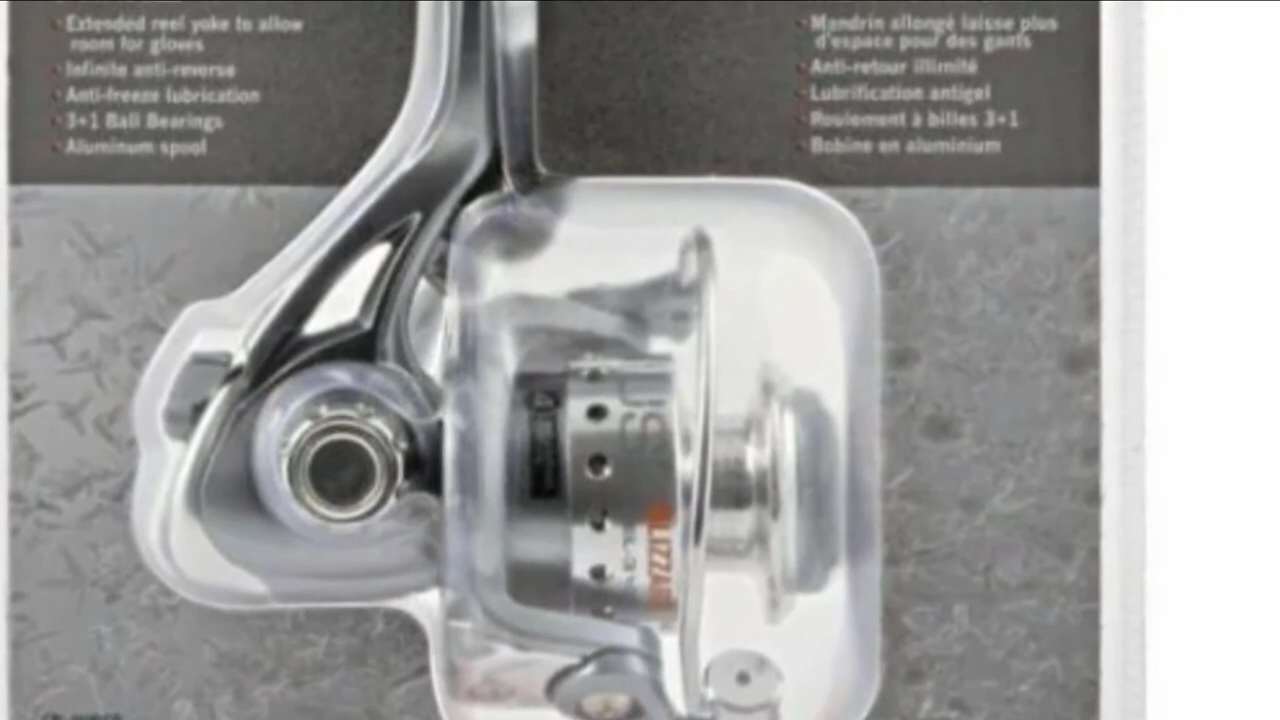 Extended reel yoke to allow
room for gloves
Infinite anti-reverse
Anti-freeze lubrication
3+1 Ball Bearings
Aluminum spool
Mandrin allongé laisse plus
d'espace pour des gants
Anti-retour illimité
Lubrification antigel
Roulement à billes 3+1
Bobine en aluminium